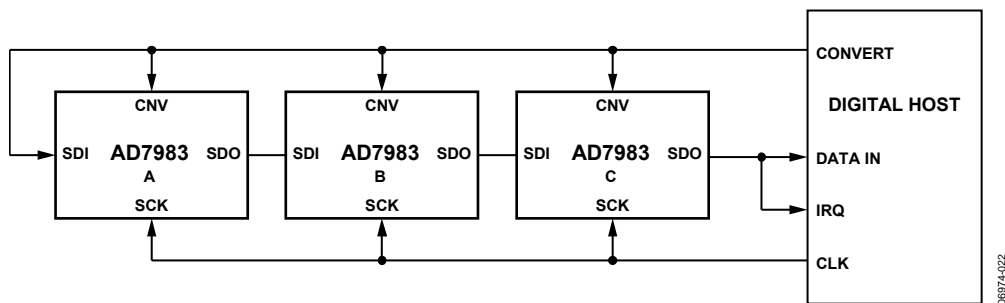 CONVERT
CNV CNV CNV
DIGITAL HOST
SDI AD7983 SDO SDI AD7983 SDO SDI AD7983 SDO DATA IN
A B C
SCK SCK SCK
IRQ
CLK
06974-022